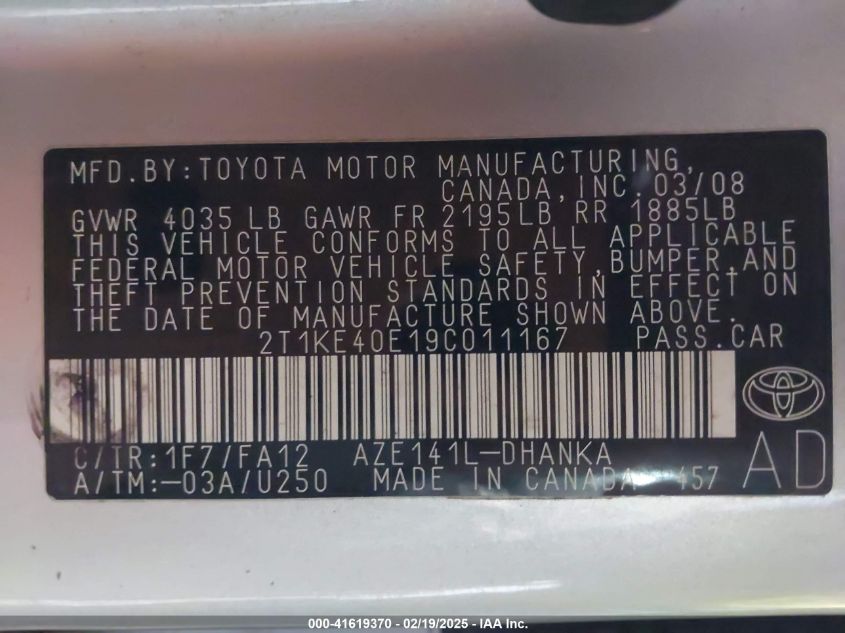 MFD. BY: TOYOTA MOTOR MANUFACTURING,
CANADA, INC. 03/08
GVWR 4035 LB GAWR FR 2195LB RR 1885LB
THIS VEHICLE CONFORMS TO ALL APPLICABLE
FEDERAL MOTOR VEHICLE SAFETY, BUMPER, AND
THEFT PREVENTION STANDARDS IN EFFECT ON
THE DATE OF MANUFACTURE SHOWN ABOVE.
2T1KE40E19C011167 PASS. CAR
C/TR: 1F7/FA12 AZE141L-DHANKA
A/TM:-03A/U250 MADE IN CANADA 457
AD
000-41619370 - 02/19/2025 - IAA Inc.